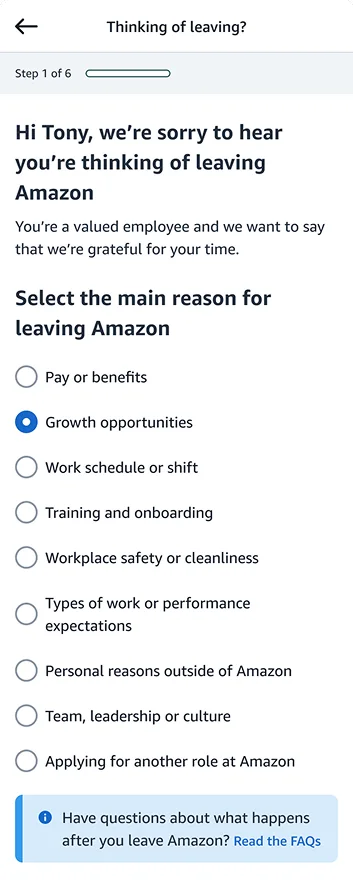 Thinking of leaving?
Step 1 of 6
Hi Tony, we’re sorry to hear
you’re thinking of leaving
Amazon
You’re a valued employee and we want to say
that we’re grateful for your time.
Select the main reason for
leaving Amazon
Pay or benefits
Growth opportunities
Work schedule or shift
Training and onboarding
Workplace safety or cleanliness
Types of work or performance
expectations
Personal reasons outside of Amazon
Team, leadership or culture
Applying for another role at Amazon
Have questions about what happens
after you leave Amazon? Read the FAQs